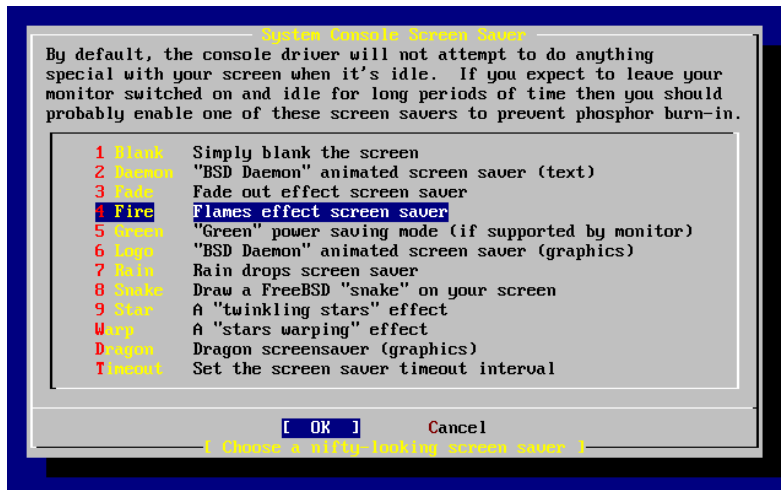 System Console Screen Saver
By default, the console driver will not attempt to do anything
special with your screen when it's idle.  If you expect to leave your
monitor switched on and idle for long periods of time then you should
probably enable one of these screen savers to prevent phosphor burn-in.
1 Blank    Simply blank the screen
2 Daemon   "BSD Daemon" animated screen saver (text)
3 Fade     Fade out effect screen saver
4 Fire     Flames effect screen saver
5 Green    "Green" power saving mode (if supported by monitor)
6 Logo     "BSD Daemon" animated screen saver (graphics)
7 Rain     Rain drops screen saver
8 Snake    Draw a FreeBSD "snake" on your screen
9 Star     A "twinkling stars" effect
Warp       A "stars warping" effect
Dragon     Dragon screensaver (graphics)
Timeout    Set the screen saver timeout interval
[  OK  ]       Cancel
[ Choose a nifty-looking screen saver ]